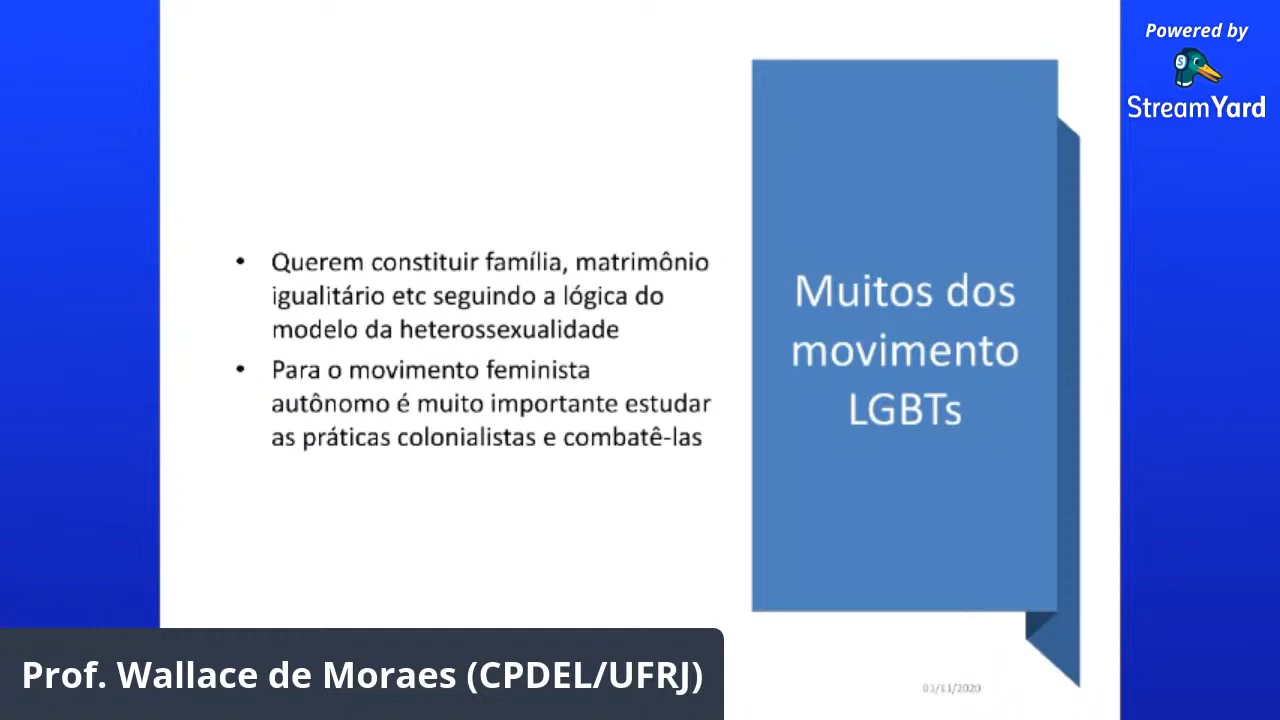 Powered by
StreamYard
Querem constituir família, matrimônio
igualitário etc seguindo a lógica do
modelo da heterossexualidade
Para o movimento feminista
autônomo é muito importante estudar
as práticas colonialistas e combatê-las
Muitos dos
movimento
LGBTs
Prof. Wallace de Moraes (CPDEL/UFRJ)